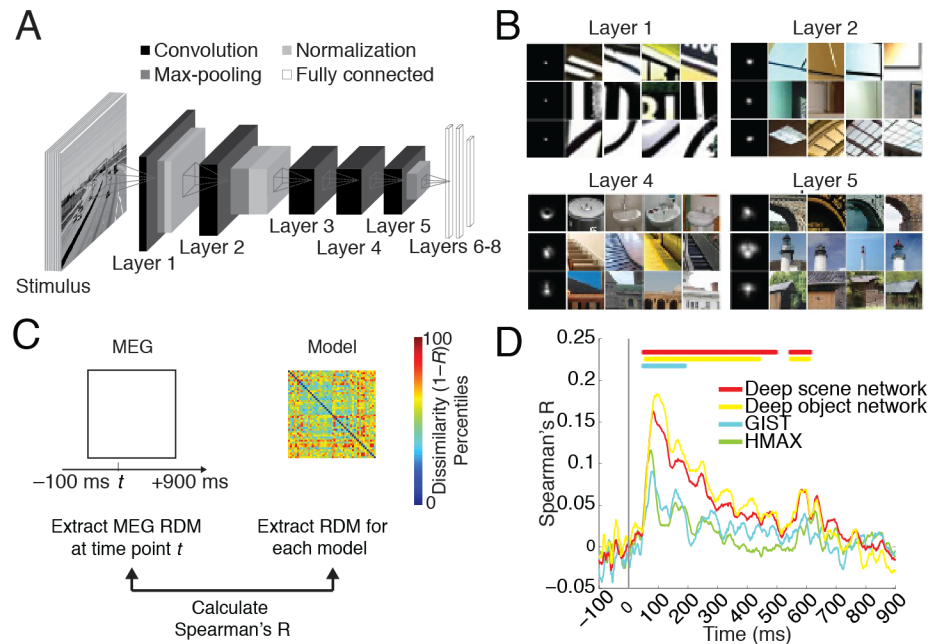 A
Convolution
Normalization
Max-pooling
Fully connected
Layer 1
Layer 2
Layer 3
Layer 4
Layer 5
Layers 6-8
Stimulus
B
Layer 1
Layer 2
Layer 4
Layer 5
C
MEG
Model
100
0
Dissimilarity (1−R)
Percentiles
−100 ms t +900 ms
Extract MEG RDM
at time point t
Extract RDM for
each model
Calculate
Spearman's R
D
0.25
0.2
0.15
0.1
0.05
0
−0.05
Spearman's R
Deep scene network
Deep object network
GIST
HMAX
−100 0 100 200 300 400 500 600 700 800 900
Time (ms)